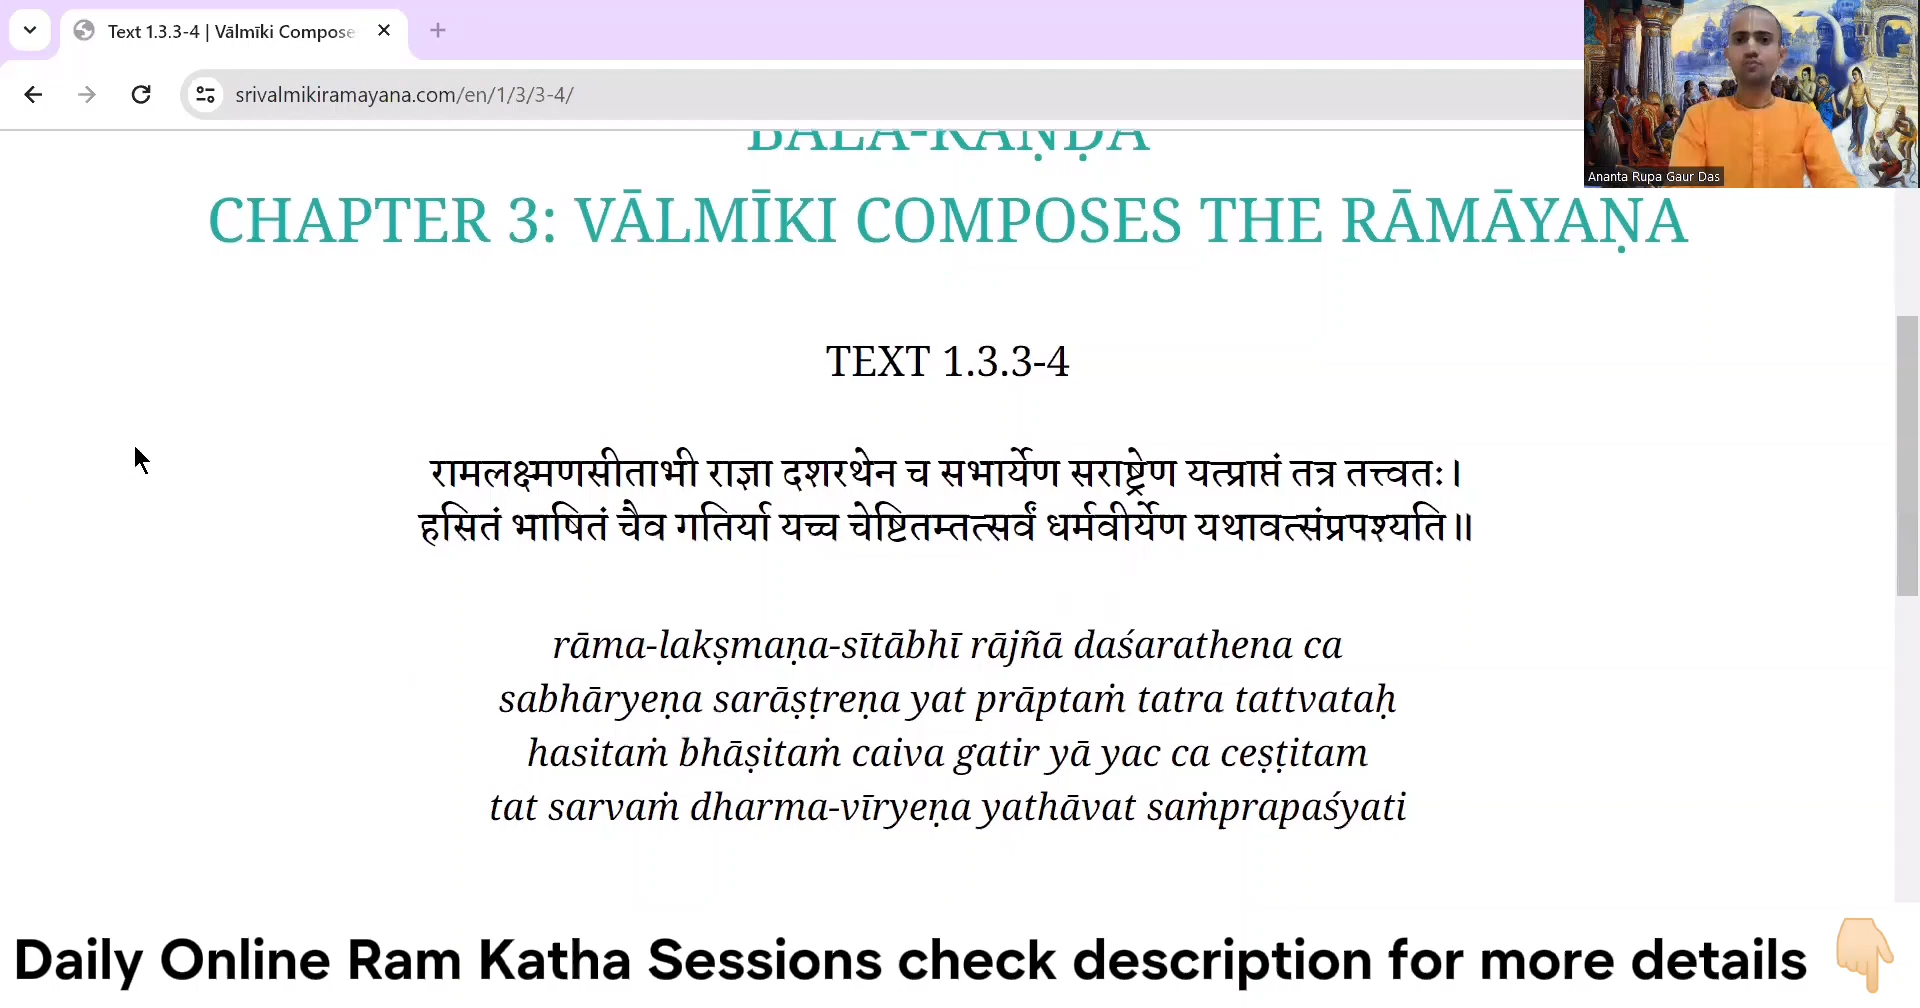 Text 1.3.3-4 | Vālmīki Compose
srivalmikiramayana.com/en/1/3/3-4/
Ananta Rupa Gaur Das
BĀLA-KĀṆḌA
CHAPTER 3: VĀLMĪKI COMPOSES THE RĀMĀYAṆA
TEXT 1.3.3-4
रामलक्ष्मणसीताभी राज्ञा दशरथेन च सभार्येण सराष्ट्रेण यत्प्राप्तं तत्र तत्त्वतः।
हसितं भाषितं चैव गतिर्या यच्च चेष्टितम्तत्सर्वं धर्मवीर्येण यथावत्संप्रपश्यति॥
rāma-lakṣmaṇa-sītābhī rājñā daśarathena ca
sabhāryeṇa sarāṣṭreṇa yat prāptaṁ tatra tattvataḥ
hasitaṁ bhāṣitaṁ caiva gatir yā yac ca ceṣṭitam
tat sarvaṁ dharma-vīryeṇa yathāvat saṁprapaśyati
Daily Online Ram Katha Sessions check description for more details